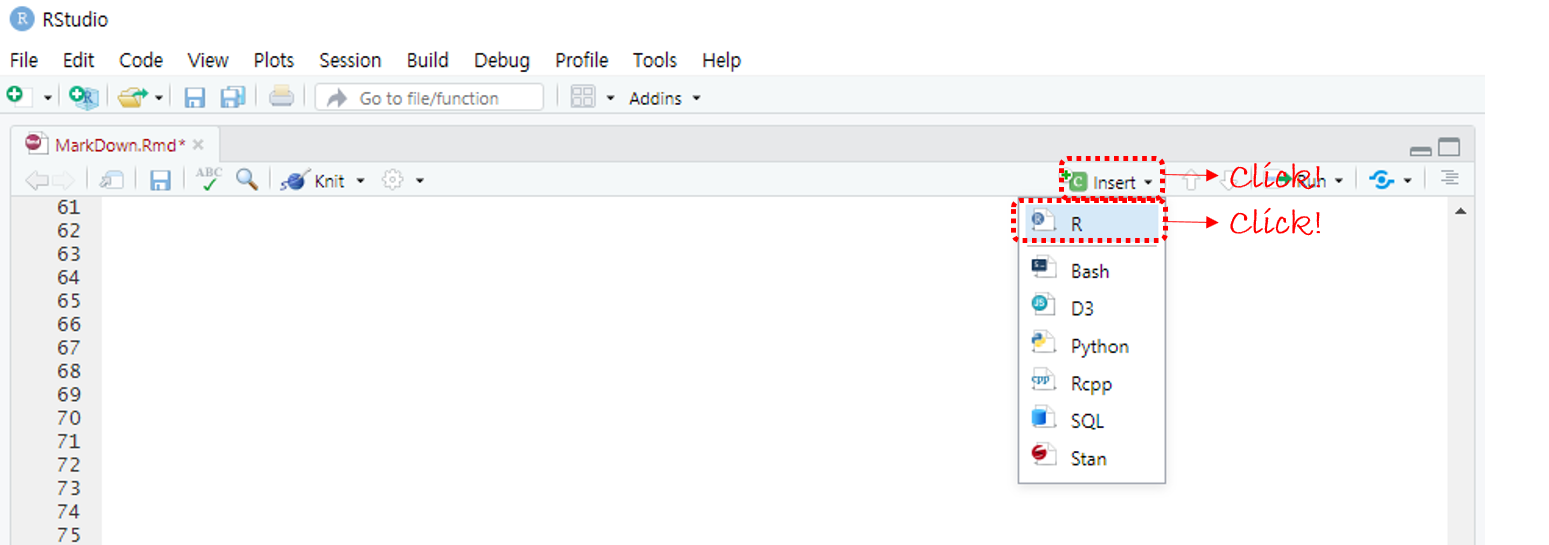 RStudio
File Edit Code View Plots Session Build Debug Profile Tools Help
Go to file/function Addins
MarkDown.Rmd*
ABC Knit Insert Click! Run
61
R Click!
62
63
64
Bash
65
D3
66
67
Python
68
Rcpp
69
70
SQL
71
72
Stan
73
74
75